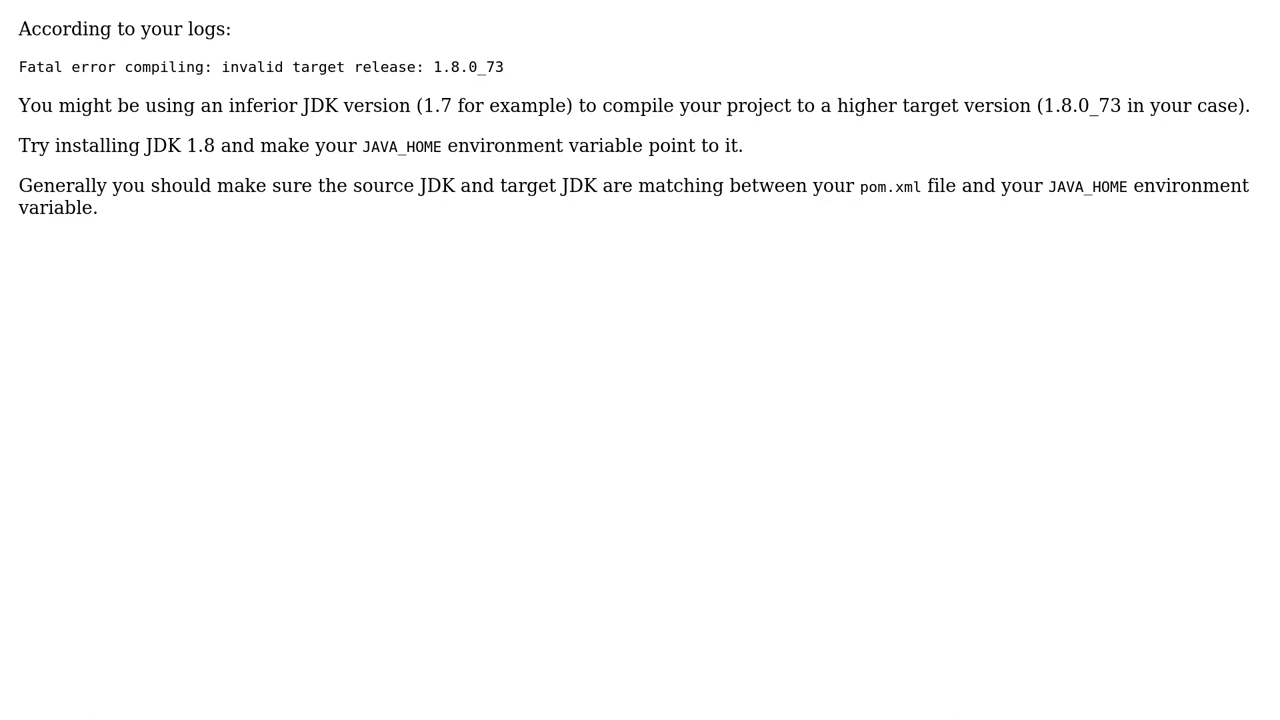 According to your logs:
Fatal error compiling: invalid target release: 1.8.0_73
You might be using an inferior JDK version (1.7 for example) to compile your project to a higher target version (1.8.0_73 in your case).
Try installing JDK 1.8 and make your JAVA_HOME environment variable point to it.
Generally you should make sure the source JDK and target JDK are matching between your pom.xml file and your JAVA_HOME environment
variable.